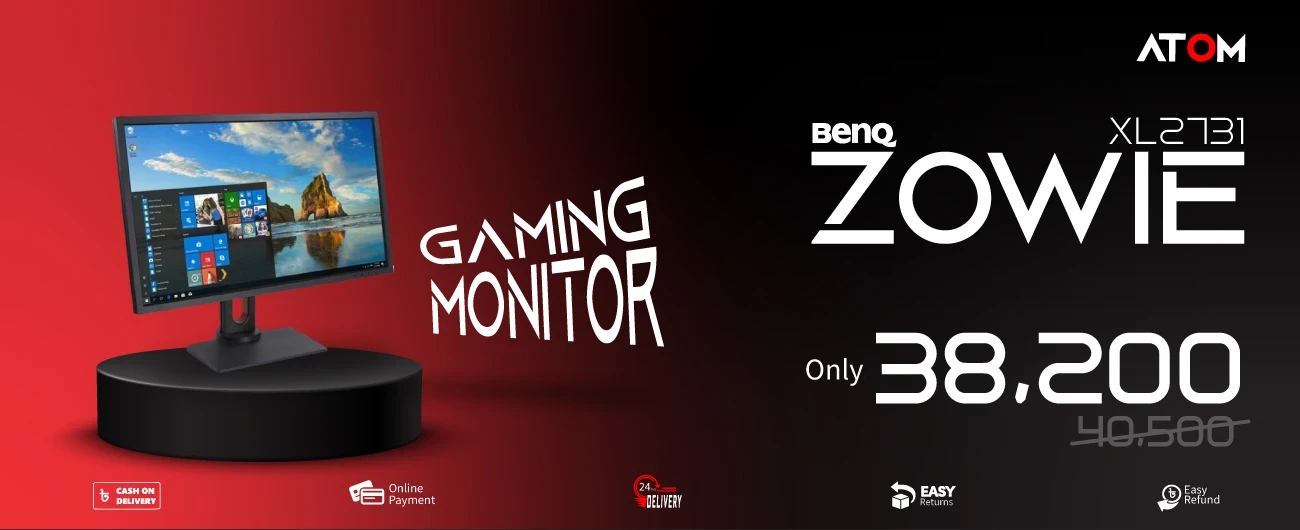 ATOM
BenQ
XL2731
ZOWIE
GAMING
MONITOR
Only 38,200
40,500
৳ CASH ON
DELIVERY
Online
Payment
24
DELIVERY
EASY
Returns
৳ Easy
Refund